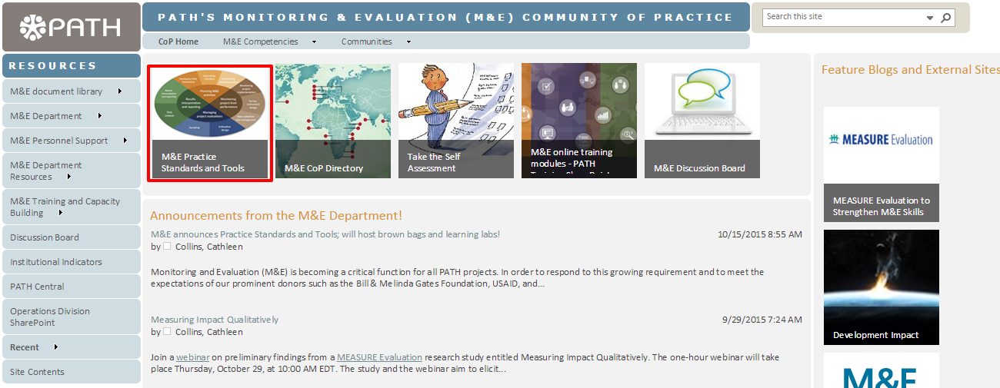 PATH
PATH'S MONITORING & EVALUATION (M&E) COMMUNITY OF PRACTICE
Search this site
CoP Home
M&E Competencies
Communities
RESOURCES
M&E document library
M&E Department
M&E Personnel Support
M&E Department
Resources
M&E Training and Capacity
Building
Discussion Board
Institutional Indicators
PATH Central
Operations Division
SharePoint
Recent
Site Contents
M&E Practice
Standards and Tools
M&E CoP Directory
Take the Self
Assessment
M&E online training
modules - PATH
M&E Discussion Board
Announcements from the M&E Department!
M&E announces Practice Standards and Tools; will host brown bags and learning labs!
10/15/2015 8:55 AM
by Collins, Cathleen
Monitoring and Evaluation (M&E) is becoming a critical function for all PATH projects. In order to respond to this growing requirement and to meet the
expectations of our prominent donors such as the Bill & Melinda Gates Foundation, USAID, and...
Measuring Impact Qualitatively
9/29/2015 7:24 AM
by Collins, Cathleen
Join a webinar on preliminary findings from a MEASURE Evaluation research study entitled Measuring Impact Qualitatively. The one-hour webinar will take
place Thursday, October 29, at 10:00 AM EDT. The study and the webinar aim to elicit...
Feature Blogs and External Sites
MEASURE Evaluation
MEASURE Evaluation to
Strengthen M&E Skills
Development Impact
M&E